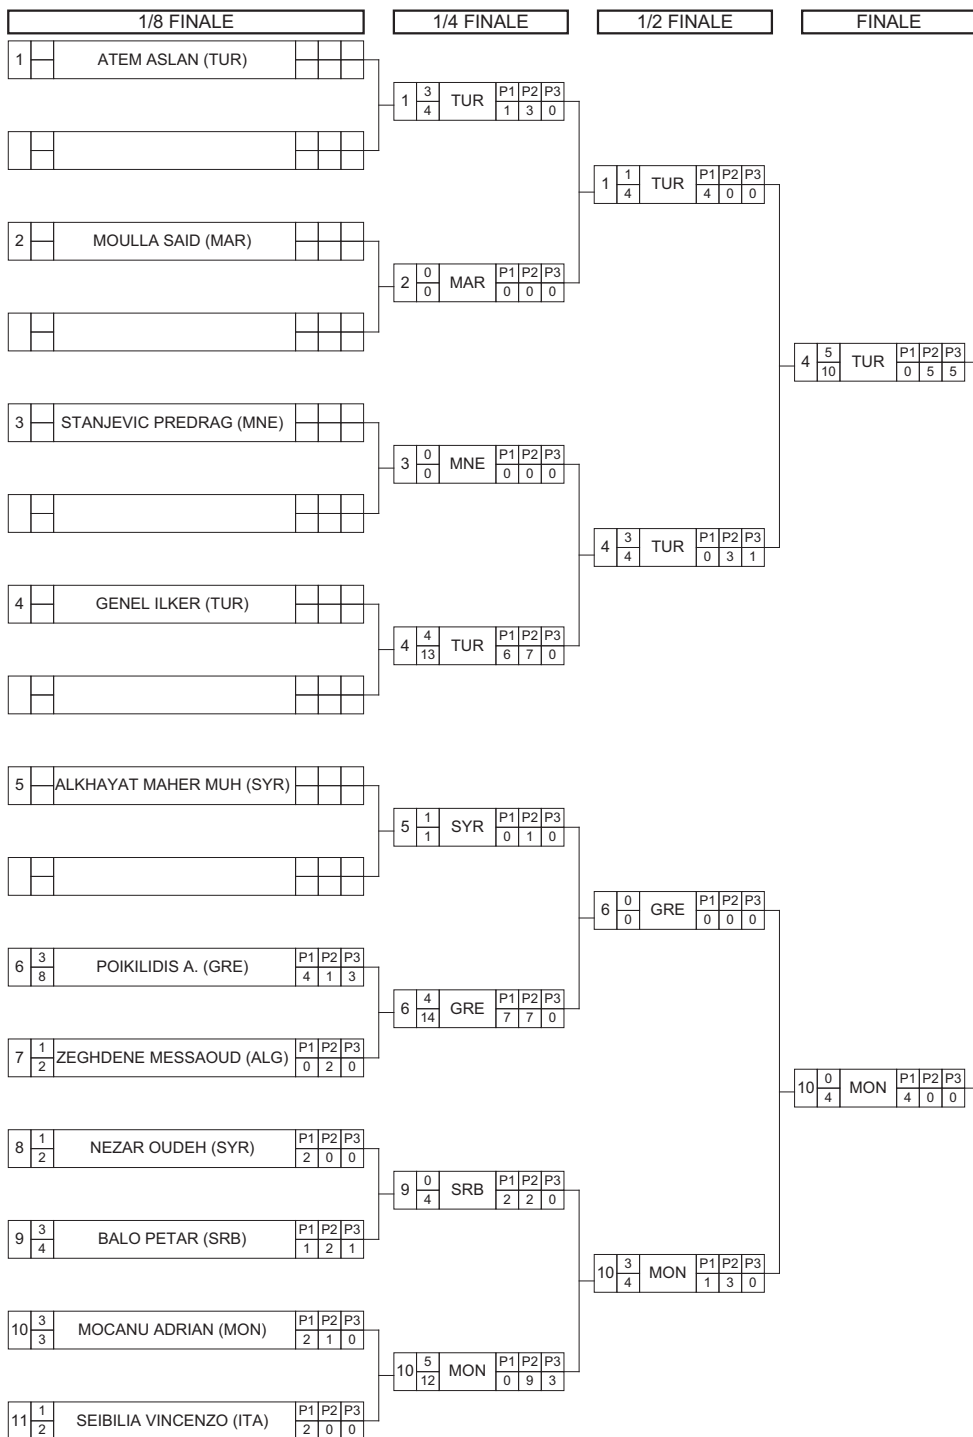 1/8 FINALE 1/4 FINALE 1/2 FINALE FINALE
1 ATEM ASLAN (TUR)
1 3 4 TUR P1 P2 P3 1 3 0
1 1 4 TUR P1 P2 P3 4 0 0
2 MOULLA SAID (MAR)
2 0 0 MAR P1 P2 P3 0 0 0
4 5 10 TUR P1 P2 P3 0 5 5
3 STANJEVIC PREDRAG (MNE)
3 0 0 MNE P1 P2 P3 0 0 0
4 3 4 TUR P1 P2 P3 0 3 1
4 GENEL ILKER (TUR)
4 4 13 TUR P1 P2 P3 6 7 0
5 ALKHAYAT MAHER MUH (SYR)
5 1 1 SYR P1 P2 P3 0 1 0
6 0 0 GRE P1 P2 P3 0 0 0
6 3 8 POIKILIDIS A. (GRE) P1 P2 P3 4 1 3
6 4 14 GRE P1 P2 P3 7 7 0
7 1 2 ZEGHDENE MESSAOUD (ALG) P1 P2 P3 0 2 0
10 0 4 MON P1 P2 P3 4 0 0
8 1 2 NEZAR OUDEH (SYR) P1 P2 P3 2 0 0
9 0 4 SRB P1 P2 P3 2 2 0
9 3 4 BALO PETAR (SRB) P1 P2 P3 1 2 1
10 3 4 MON P1 P2 P3 1 3 0
10 3 3 MOCANU ADRIAN (MON) P1 P2 P3 2 1 0
10 5 12 MON P1 P2 P3 0 9 3
11 1 2 SEIBILIA VINCENZO (ITA) P1 P2 P3 2 0 0